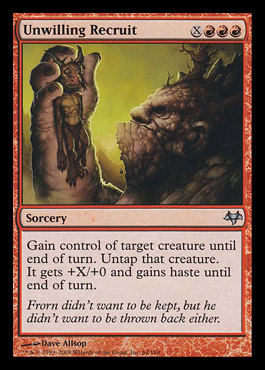 Unwilling Recruit X
Sorcery
Gain control of target creature until
end of turn. Untap that creature.
It gets +X/+0 and gains haste until
end of turn.
Frorn didn't want to be kept, but he
didn't want to be thrown back either.
Dave Allsop